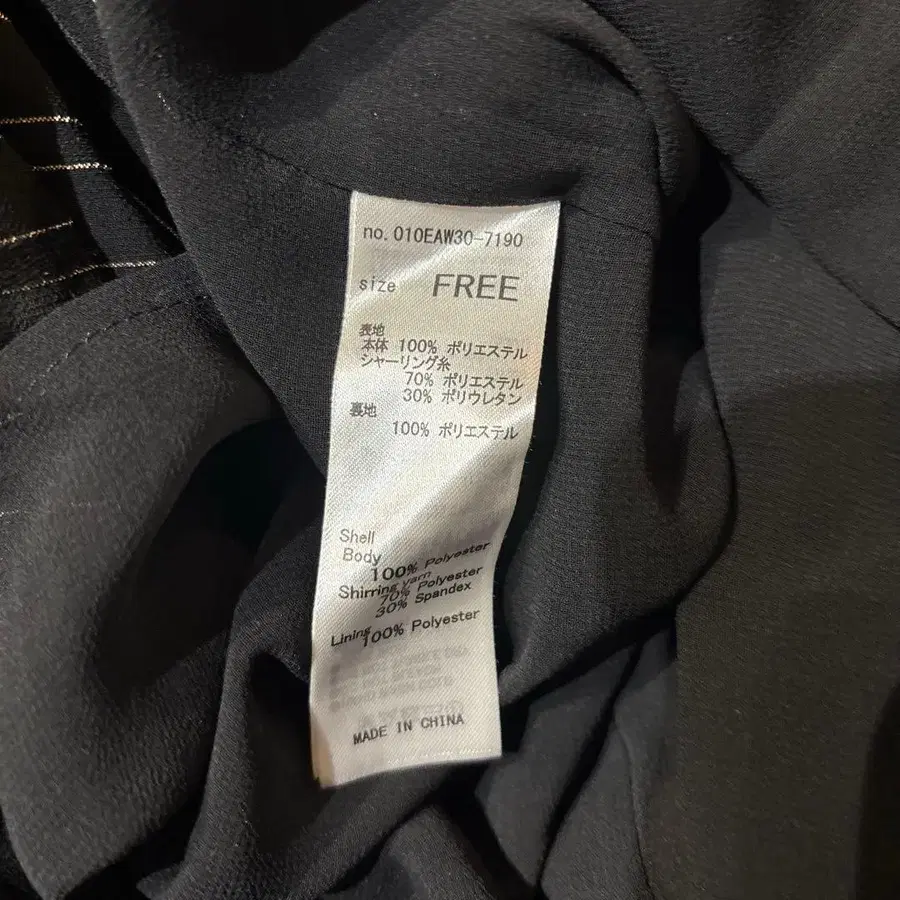 no. 010EAW30-7190
size FREE
表地
本体 100% ポリエステル
シャーリング糸
70% ポリエステル
30% ポリウレタン
裏地
100% ポリエステル
Shell
Body
100% Polyester
Shirring yarn
70% Polyester
30% Spandex
Lining
100% Polyester
MADE IN CHINA